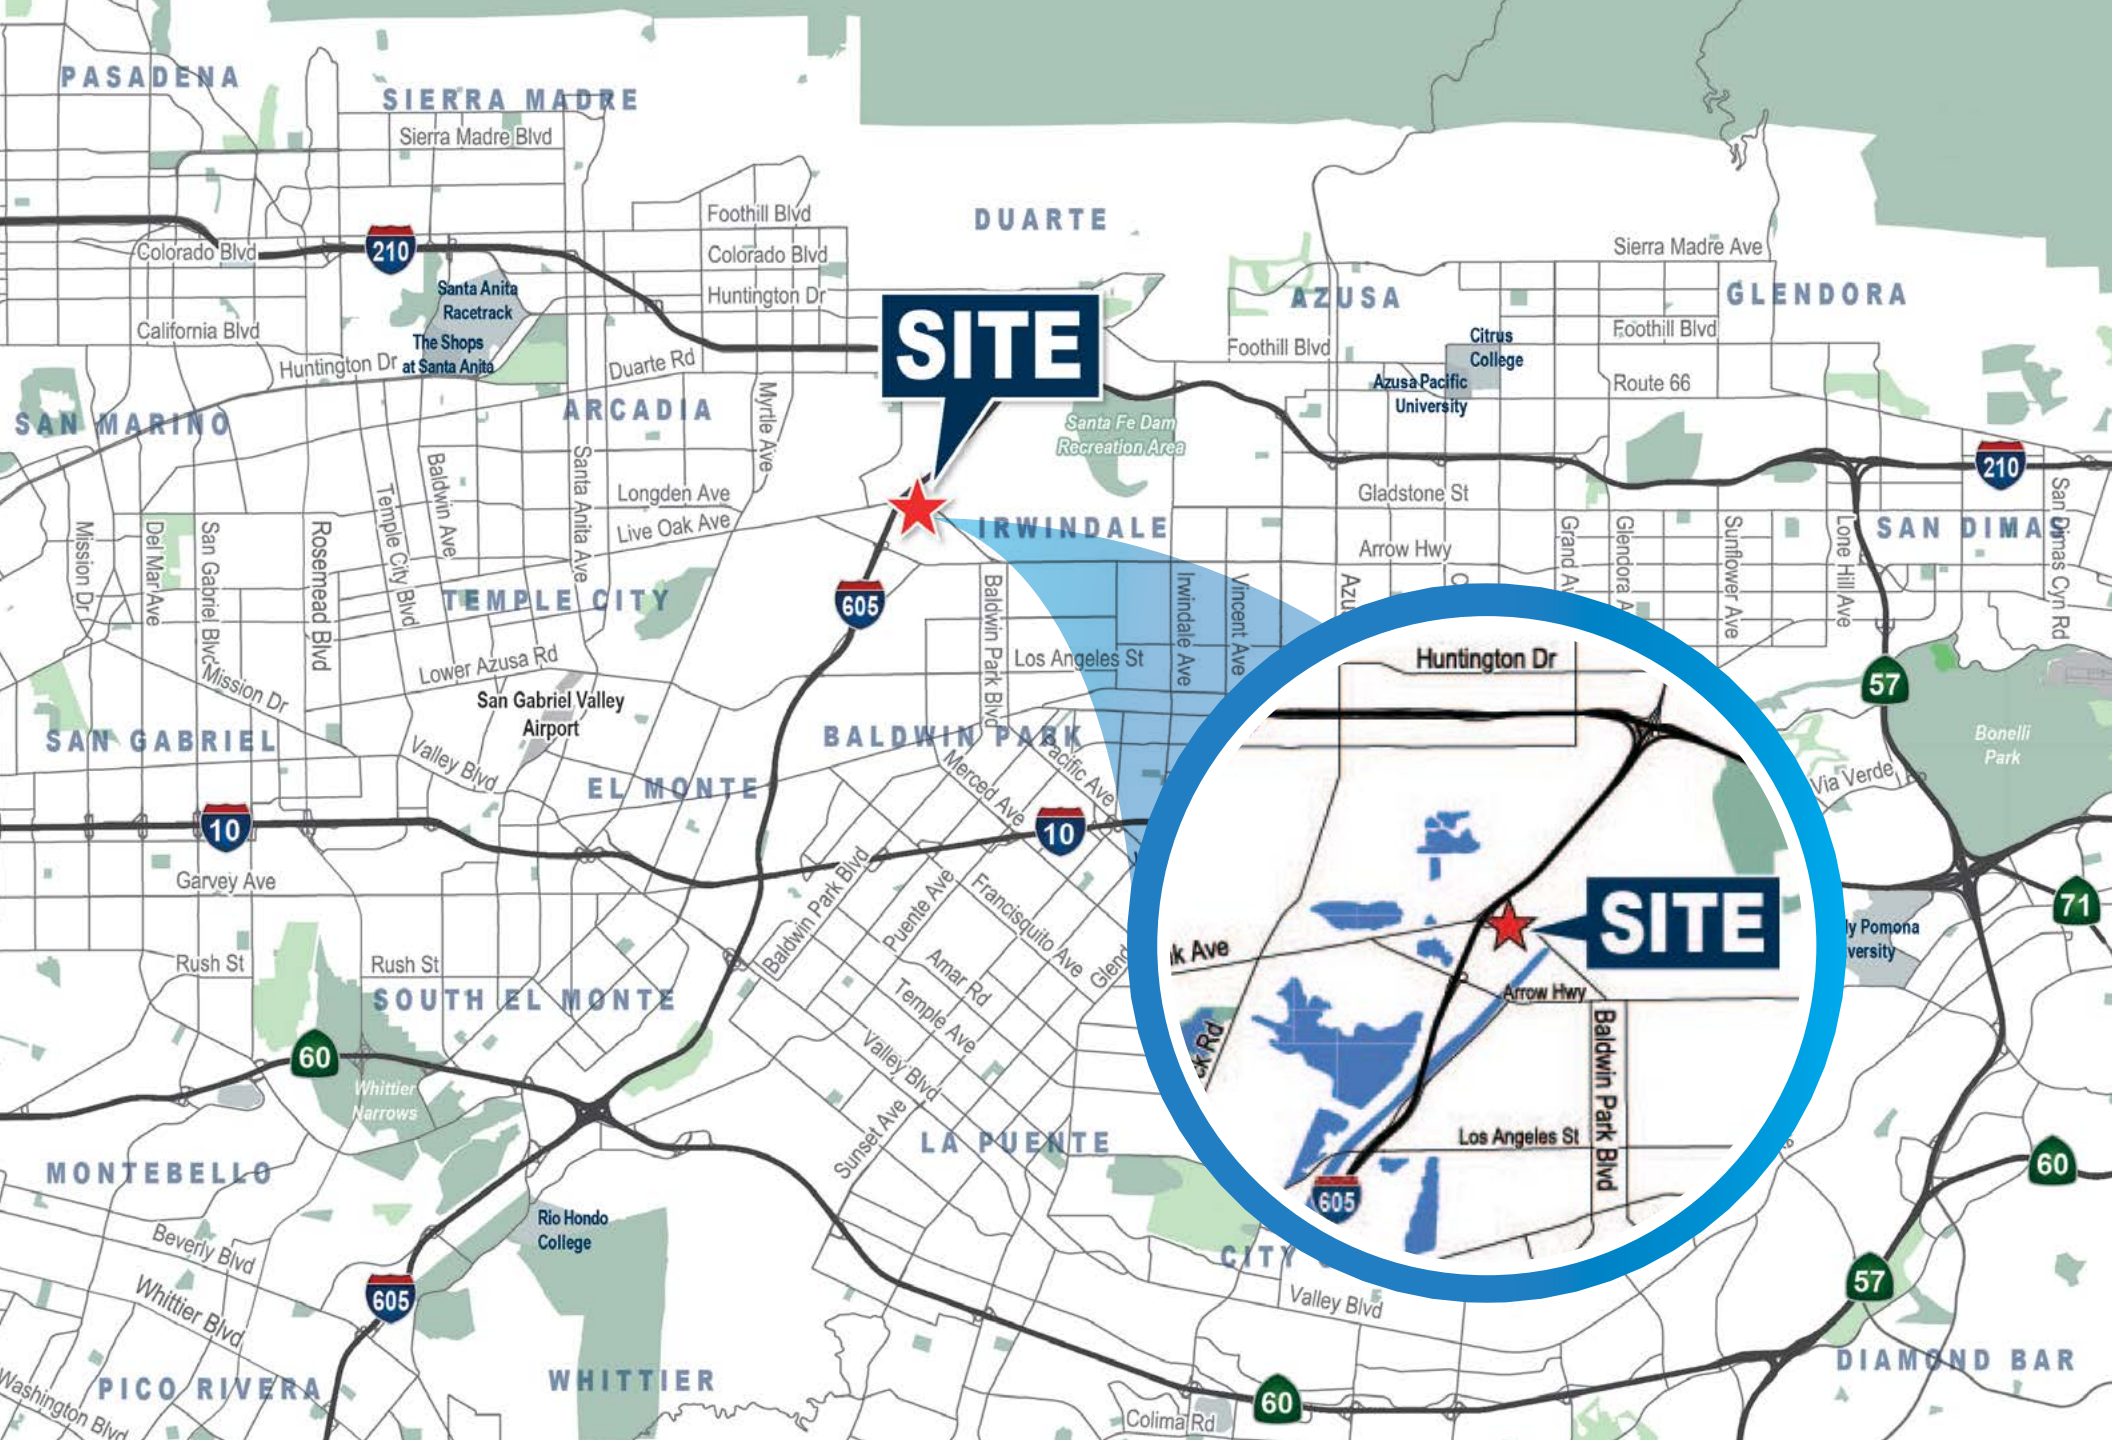 PASADENA
SIERRA MADRE
Sierra Madre Blvd
Foothill Blvd
DUARTE
210
Colorado Blvd
Colorado Blvd
Sierra Madre Ave
Santa Anita
Racetrack
Huntington Dr
AZUSA
GLENDORA
California Blvd
The Shops
at Santa Anita
SITE
Foothill Blvd
Citrus
College
Foothill Blvd
Huntington Dr
Duarte Rd
Azusa Pacific
University
Route 66
SAN MARINO
ARCADIA
Myrtle Ave
Santa Fe Dam
Recreation Area
210
Baldwin Ave
Santa Anita Ave
Longden Ave
Gladstone St
Temple City Blvd
Live Oak Ave
IRWINDALE
SAN DIMAS
San Dimas Cyn Rd
Mission Dr
Del Mar Ave
San Gabriel Blvd
Rosemead Blvd
Arrow Hwy
Grand Av
Glendora A
Sunflower Ave
Lone Hill Ave
TEMPLE CITY
605
Baldwin Park Blvd
Irwindale Ave
Vincent Ave
Azu
Lower Azusa Rd
Los Angeles St
Mission Dr
San Gabriel Valley
Airport
57
Huntington Dr
SAN GABRIEL
Valley Blvd
BALDWIN PARK
Bonelli
Park
EL MONTE
Merced Ave
Pacific Ave
Via Verde
10
10
Garvey Ave
Baldwin Park Blvd
Puente Ave
Francisquito Ave
71
SITE
ly Pomona
versity
k Ave
Rush St
Rush St
Amar Rd
Glend
SOUTH EL MONTE
Temple Ave
Arrow Hwy
Baldwin Park Blvd
ck Rd
60
Valley Blvd
Whittier
Narrows
Sunset Ave
LA PUENTE
Los Angeles St
60
MONTEBELLO
605
Rio Hondo
College
Beverly Blvd
CITY
Whittier Blvd
605
Valley Blvd
57
PICO RIVERA
WHITTIER
DIAMOND BAR
Washington Blvd
60
Colima Rd